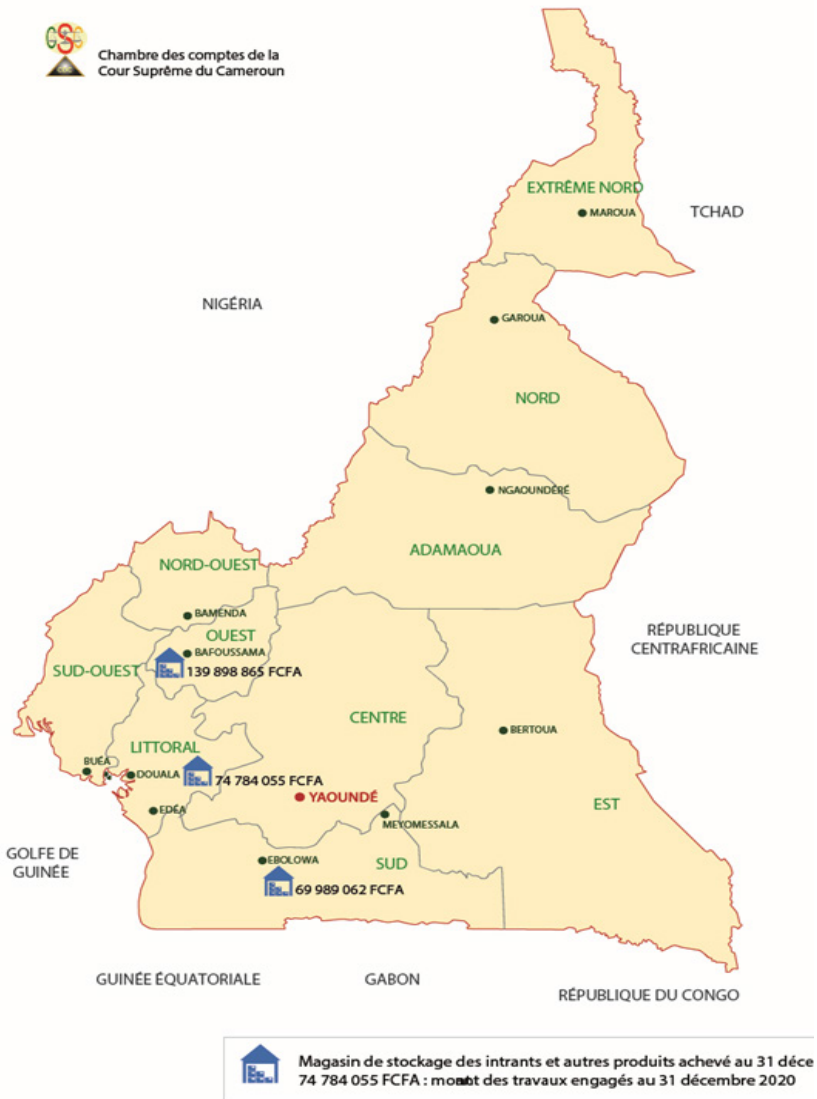 Chambre des comptes de la
Cour Suprême du Cameroun
EXTRÊME NORD
MAROUA
TCHAD
NIGÉRIA
GAROUA
NORD
NGAOUNDÉRÉ
ADAMAOUA
NORD-OUEST
BAMENDA
OUEST
BAFOUSSAMA
RÉPUBLIQUE
CENTRAFRICAINE
SUD-OUEST
139 898 865 FCFA
CENTRE
BERTOUA
LITTORAL
BUÉA
DOUALA
74 784 055 FCFA
YAOUNDÉ
EDÉA
MEYOMESSALA
EST
GOLFE DE
GUINÉE
EBOLOWA
SUD
69 989 062 FCFA
GUINÉE ÉQUATORIALE
GABON
RÉPUBLIQUE DU CONGO
Magasin de stockage des intrants et autres produits achevé au 31 déce
74 784 055 FCFA : des travaux engagés au 31 décembre 2020